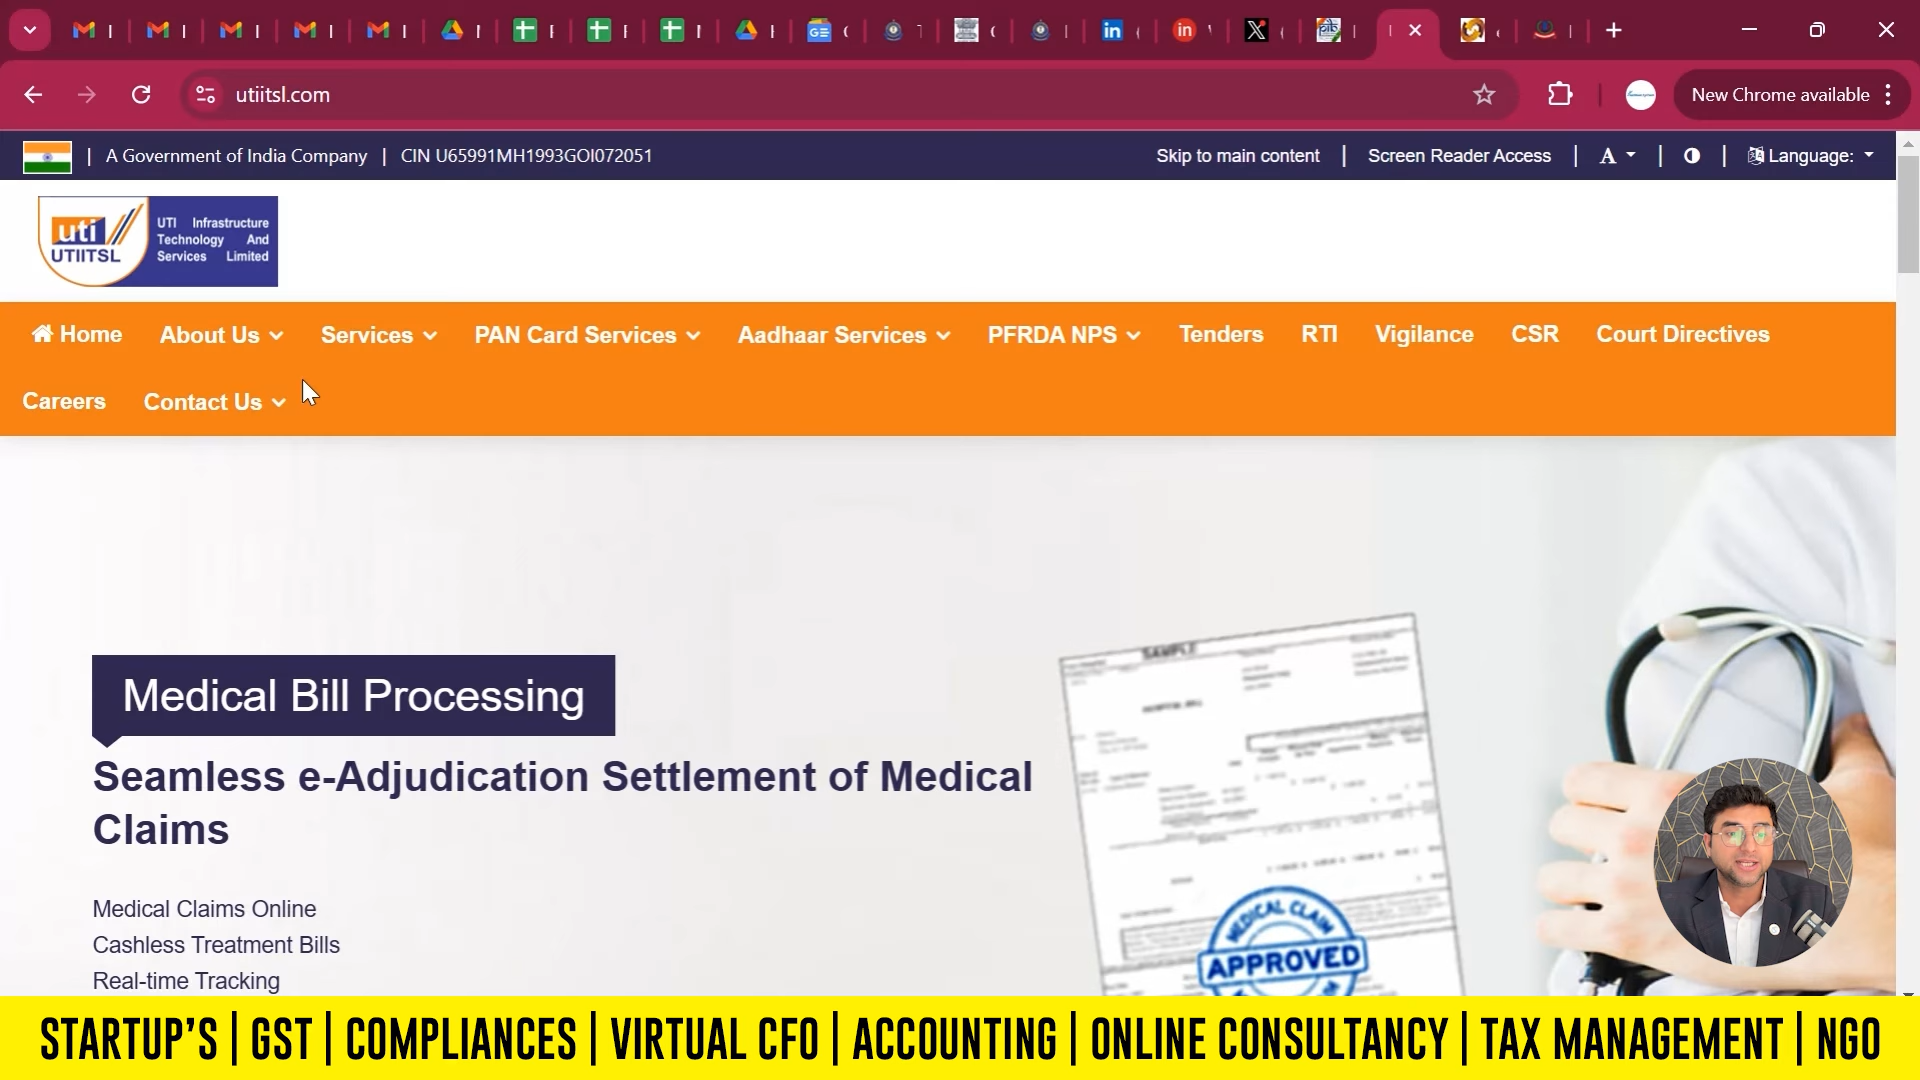 utiitsl.com
New Chrome available
A Government of India Company | CIN U65991MH1993GOI072051
Skip to main content | Screen Reader Access | A | Language:
uti
UTIITSL
UTI Infrastructure
Technology And
Services Limited
Home About Us Services PAN Card Services Aadhaar Services PFRDA NPS Tenders RTI Vigilance CSR Court Directives
Careers Contact Us
Medical Bill Processing
Seamless e-Adjudication Settlement of Medical
Claims
Medical Claims Online
Cashless Treatment Bills
Real-time Tracking
SAMPLE
MEDICAL CLAIM
APPROVED
STARTUP'S | GST | COMPLIANCES | VIRTUAL CFO | ACCOUNTING | ONLINE CONSULTANCY | TAX MANAGEMENT | NGO